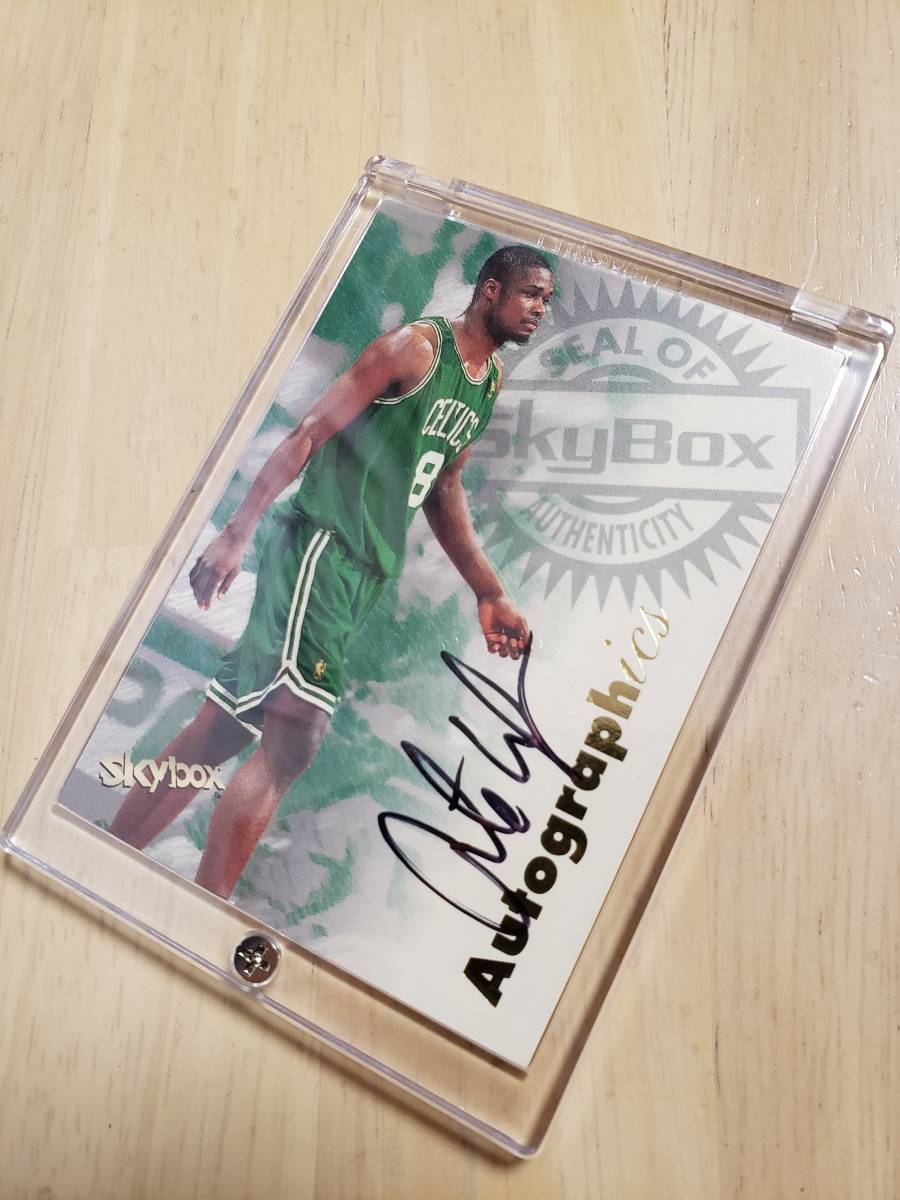 SEAL OF
SkyBox
AUTHENTICITY
CELTICS
8
skybox
Autographics